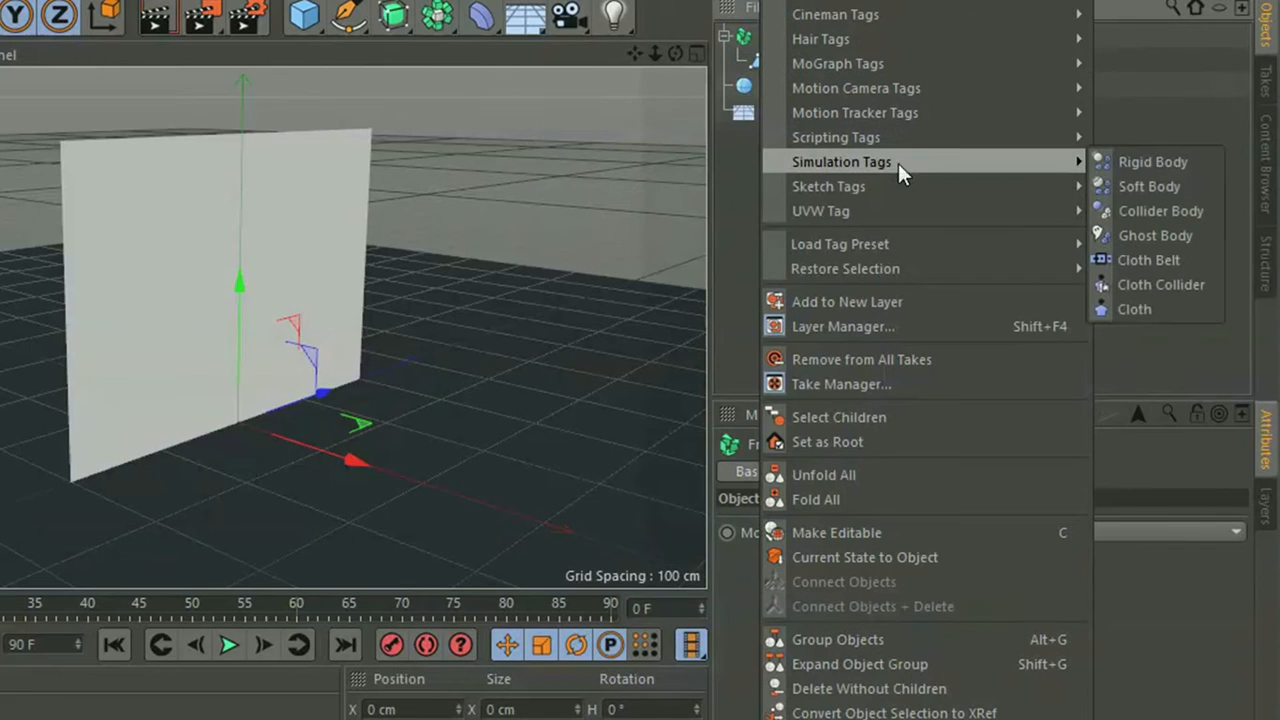 Y
Z
nel
Fil
Cineman Tags
Hair Tags
MoGraph Tags
Motion Camera Tags
Motion Tracker Tags
Scripting Tags
Simulation Tags
Sketch Tags
UVW Tag
Load Tag Preset
Restore Selection
Add to New Layer
Layer Manager... Shift+F4
Remove from All Takes
Take Manager...
Select Children
Set as Root
Unfold All
Fold All
Make Editable C
Current State to Object
Connect Objects
Connect Objects + Delete
Group Objects Alt+G
Expand Object Group Shift+G
Delete Without Children
Convert Object Selection to XRef
Rigid Body
Soft Body
Collider Body
Ghost Body
Cloth Belt
Cloth Collider
Cloth
Objects
Takes
Content Browser
Structure
Attributes
Layers
M
Fr
Bas
Object
Mo
Grid Spacing : 100 cm
35 40 45 50 55 60 65 70 75 80 85 90 0 F
90 F
P
Position Size Rotation
X 0 cm X 0 cm H 0 °